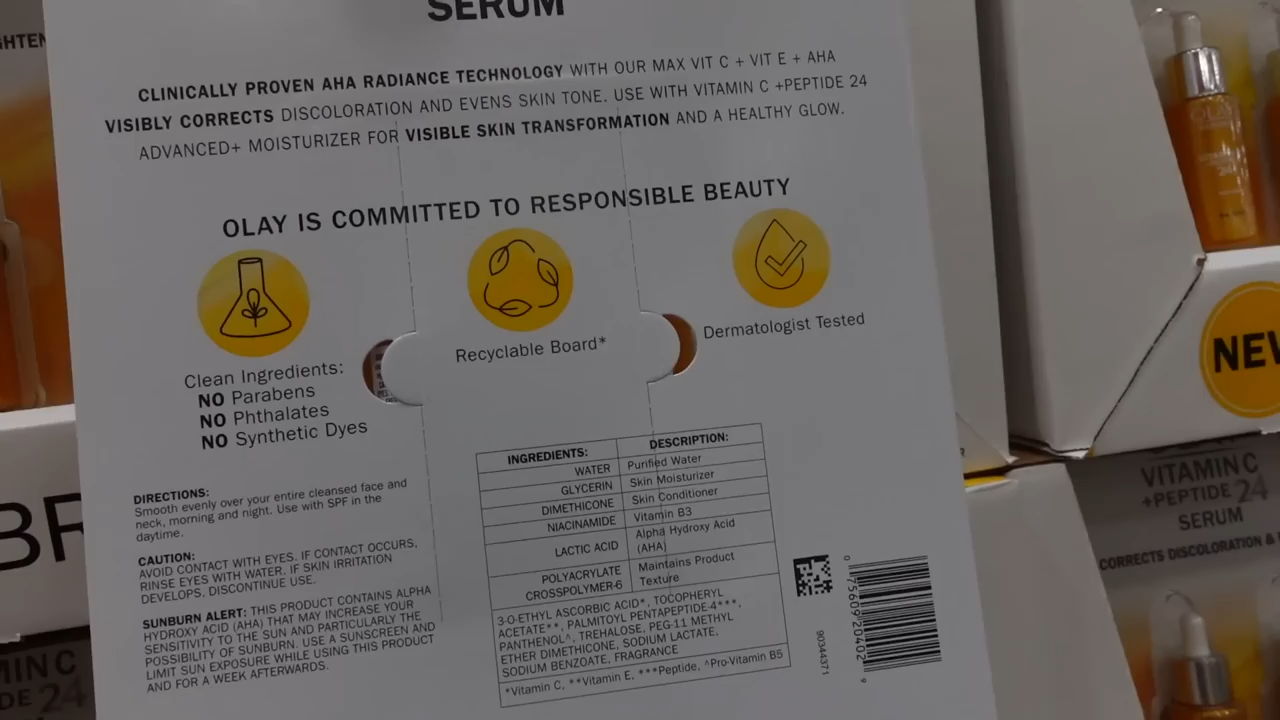 SERUM
CLINICALLY PROVEN AHA RADIANCE TECHNOLOGY WITH OUR MAX VIT C + VIT E + AHA
VISIBLY CORRECTS DISCOLORATION AND EVENS SKIN TONE. USE WITH VITAMIN C +PEPTIDE 24
ADVANCED+ MOISTURIZER FOR VISIBLE SKIN TRANSFORMATION AND A HEALTHY GLOW.
OLAY IS COMMITTED TO RESPONSIBLE BEAUTY
Clean Ingredients:
NO Parabens
NO Phthalates
NO Synthetic Dyes
Recyclable Board*
Dermatologist Tested
DIRECTIONS:
Smooth evenly over your entire cleansed face and
neck, morning and night. Use with SPF in the
daytime.
CAUTION:
AVOID CONTACT WITH EYES. IF CONTACT OCCURS,
RINSE EYES WITH WATER. IF SKIN IRRITATION
DEVELOPS, DISCONTINUE USE.
SUNBURN ALERT: THIS PRODUCT CONTAINS ALPHA
HYDROXY ACID (AHA) THAT MAY INCREASE YOUR
SENSITIVITY TO THE SUN AND PARTICULARLY THE
POSSIBILITY OF SUNBURN. USE A SUNSCREEN AND
LIMIT SUN EXPOSURE WHILE USING THIS PRODUCT
AND FOR A WEEK AFTERWARDS.
INGREDIENTS: DESCRIPTION:
WATER Purified Water
GLYCERIN Skin Moisturizer
DIMETHICONE Skin Conditioner
NIACINAMIDE Vitamin B3
LACTIC ACID Alpha Hydroxy Acid
(AHA)
POLYACRYLATE Maintains Product
CROSSPOLYMER-6 Texture
3-O-ETHYL ASCORBIC ACID*, TOCOPHERYL
ACETATE**, PALMITOYL PENTAPEPTIDE-4***,
PANTHENOL^, TREHALOSE, PEG-11 METHYL
ETHER DIMETHICONE, SODIUM LACTATE,
SODIUM BENZOATE, FRAGRANCE
*Vitamin C, **Vitamin E, ***Peptide, ^Pro-Vitamin B5
90344371
0 75609 20402 9
NEW
VITAMIN C
+PEPTIDE 24
SERUM
CORRECTS DISCOLORATION &
BR
MIN C
DE 24